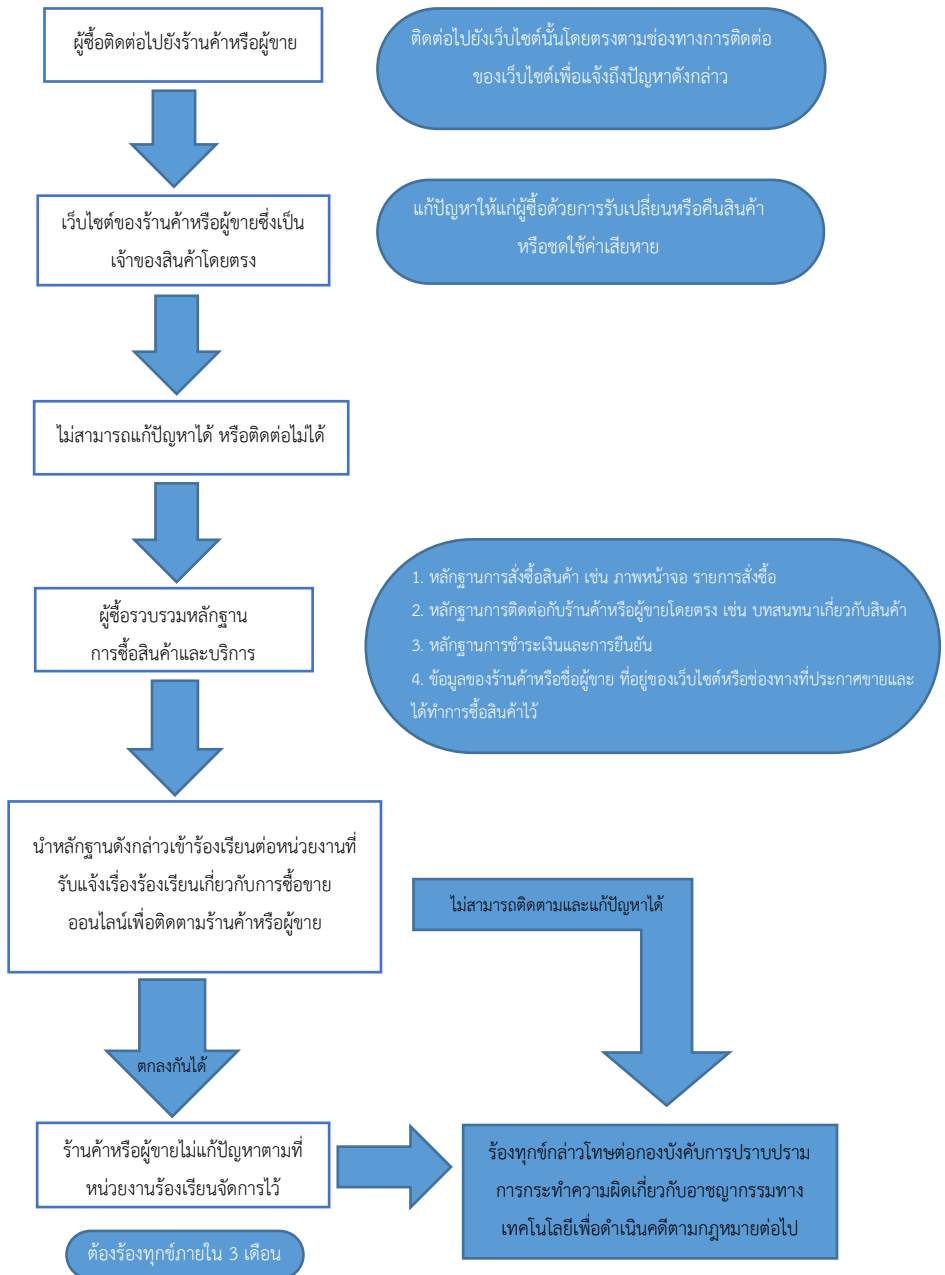 ผู้ซื้อติดต่อไปยังร้านค้าหรือผู้ขาย
ติดต่อไปยังเว็บไซต์นั้นโดยตรงตามช่องทางการติดต่อ
ของเว็บไซต์เพื่อแจ้งถึงปัญหาดังกล่าว
เว็บไซต์ของร้านค้าหรือผู้ขายซึ่งเป็น
เจ้าของสินค้าโดยตรง
แก้ปัญหาให้แก่ผู้ซื้อด้วยการรับเปลี่ยนหรือคืนสินค้า
หรือชดใช้ค่าเสียหาย
ไม่สามารถแก้ปัญหาได้ หรือติดต่อไม่ได้
ผู้ซื้อรวบรวมหลักฐาน
การซื้อสินค้าและบริการ
1. หลักฐานการสั่งซื้อสินค้า เช่น ภาพหน้าจอ รายการสั่งซื้อ
2. หลักฐานการติดต่อกับร้านค้าหรือผู้ขายโดยตรง เช่น บทสนทนาเกี่ยวกับสินค้า
3. หลักฐานการชำระเงินและการยืนยัน
4. ข้อมูลของร้านค้าหรือชื่อผู้ขาย ที่อยู่ของเว็บไซต์หรือช่องทางที่ประกาศขายและ
ได้ทำการซื้อสินค้าไว้
นำหลักฐานดังกล่าวเข้าร้องเรียนต่อหน่วยงานที่
รับแจ้งเรื่องร้องเรียนเกี่ยวกับการซื้อขาย
ออนไลน์เพื่อติดตามร้านค้าหรือผู้ขาย
ไม่สามารถติดตามและแก้ปัญหาได้
ตกลงกันได้
ร้านค้าหรือผู้ขายไม่แก้ปัญหาตามที่
หน่วยงานร้องเรียนจัดการไว้
ร้องทุกข์กล่าวโทษต่อกองบังคับการปราบปราม
การกระทำความผิดเกี่ยวกับอาชญากรรมทาง
เทคโนโลยีเพื่อดำเนินคดีตามกฎหมายต่อไป
ต้องร้องทุกข์ภายใน 3 เดือน